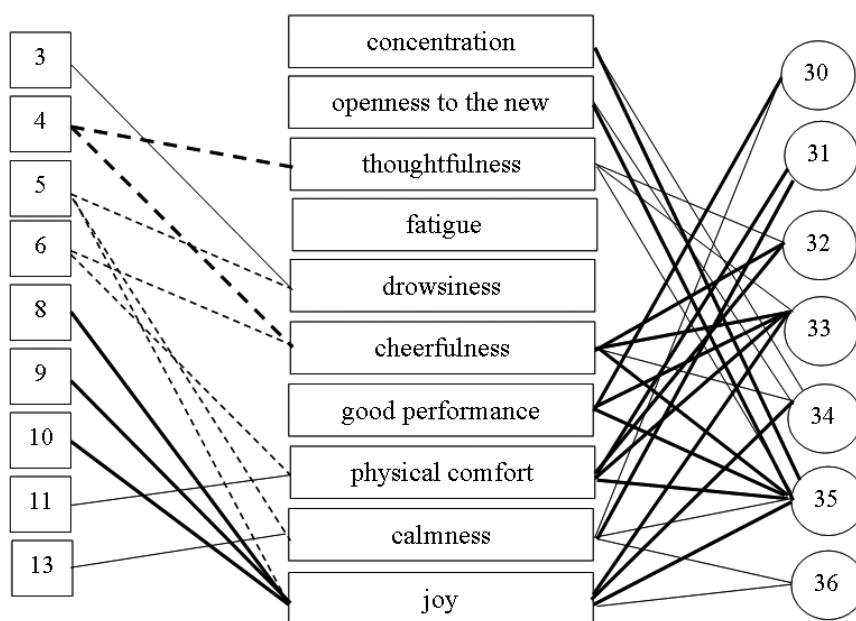 3
4
5
6
8
9
10
11
13
concentration
openness to the new
thoughtfulness
fatigue
drowsiness
cheerfulness
good performance
physical comfort
calmness
joy
30
31
32
33
34
35
36